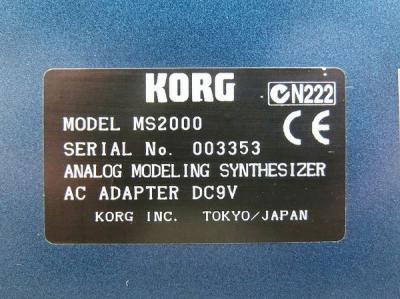 KORG
N222
MODEL MS2000
CE
SERIAL No. 003353
ANALOG MODELING SYNTHESIZER
AC ADAPTER DC9V
KORG INC. TOKYO/JAPAN